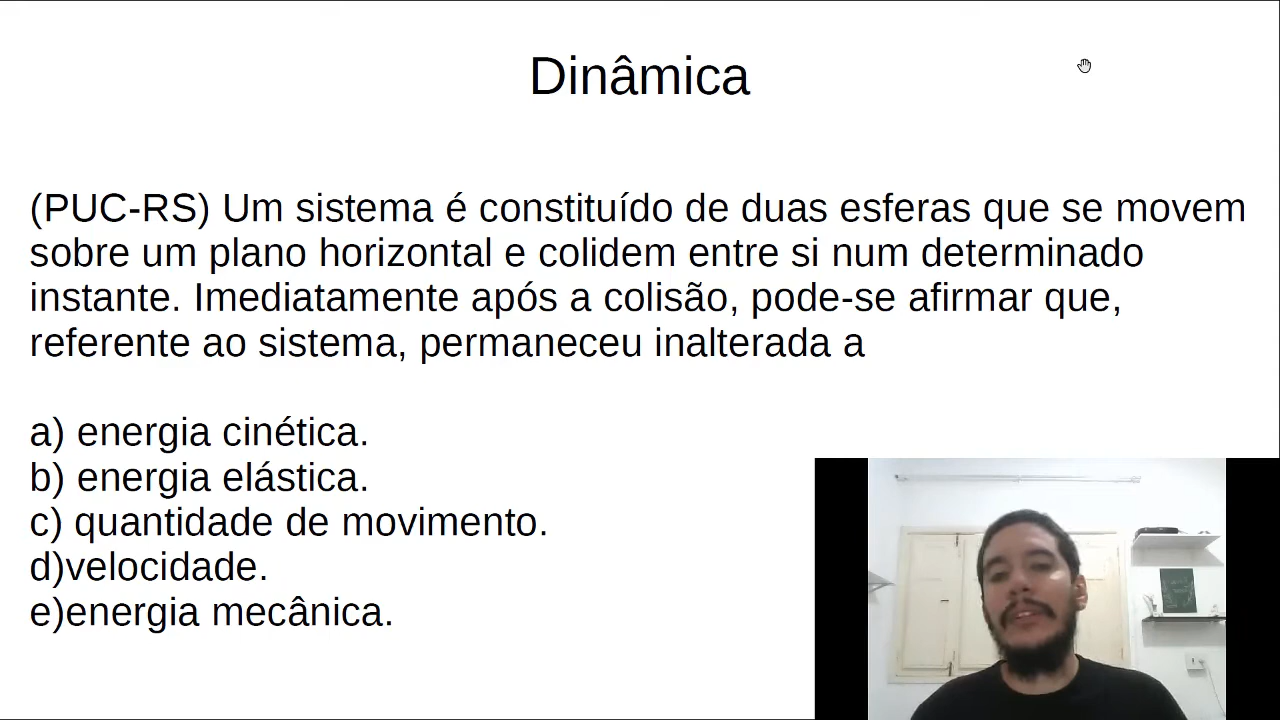 Dinâmica
(PUC-RS) Um sistema é constituído de duas esferas que se movem
sobre um plano horizontal e colidem entre si num determinado
instante. Imediatamente após a colisão, pode-se afirmar que,
referente ao sistema, permaneceu inalterada a
a) energia cinética.
b) energia elástica.
c) quantidade de movimento.
d)velocidade.
e)energia mecânica.